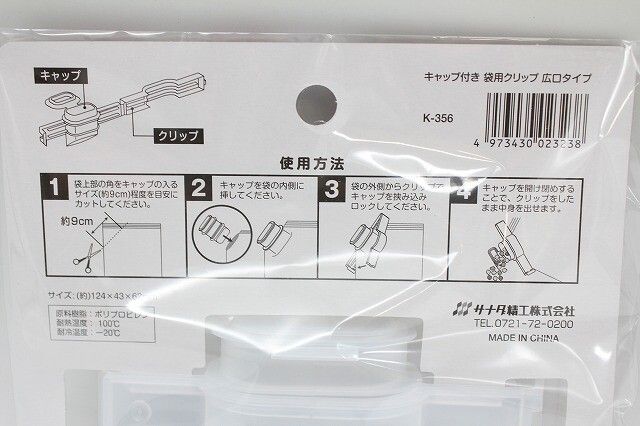 キャップ
クリップ
キャップ付き 袋用クリップ 広口タイプ
K-356
4 973430 023238
使用方法
1 袋上部の角をキャップの入る
サイズ(約9cm)程度を目安に
カットしてください。
約9cm
2 キャップを袋の内側に
挿してください。
3 袋の外側からクリップで
キャップを挟み込み
ロックしてください。
4 キャップを開け閉めする
ことで、クリップをした
まま中身を出せます。
サイズ:(約)124×43×6
原料樹脂:ポリプロピレン
耐熱温度:100℃
耐冷温度:-20℃
サナダ精工株式会社
TEL.0721-72-0200
MADE IN CHINA